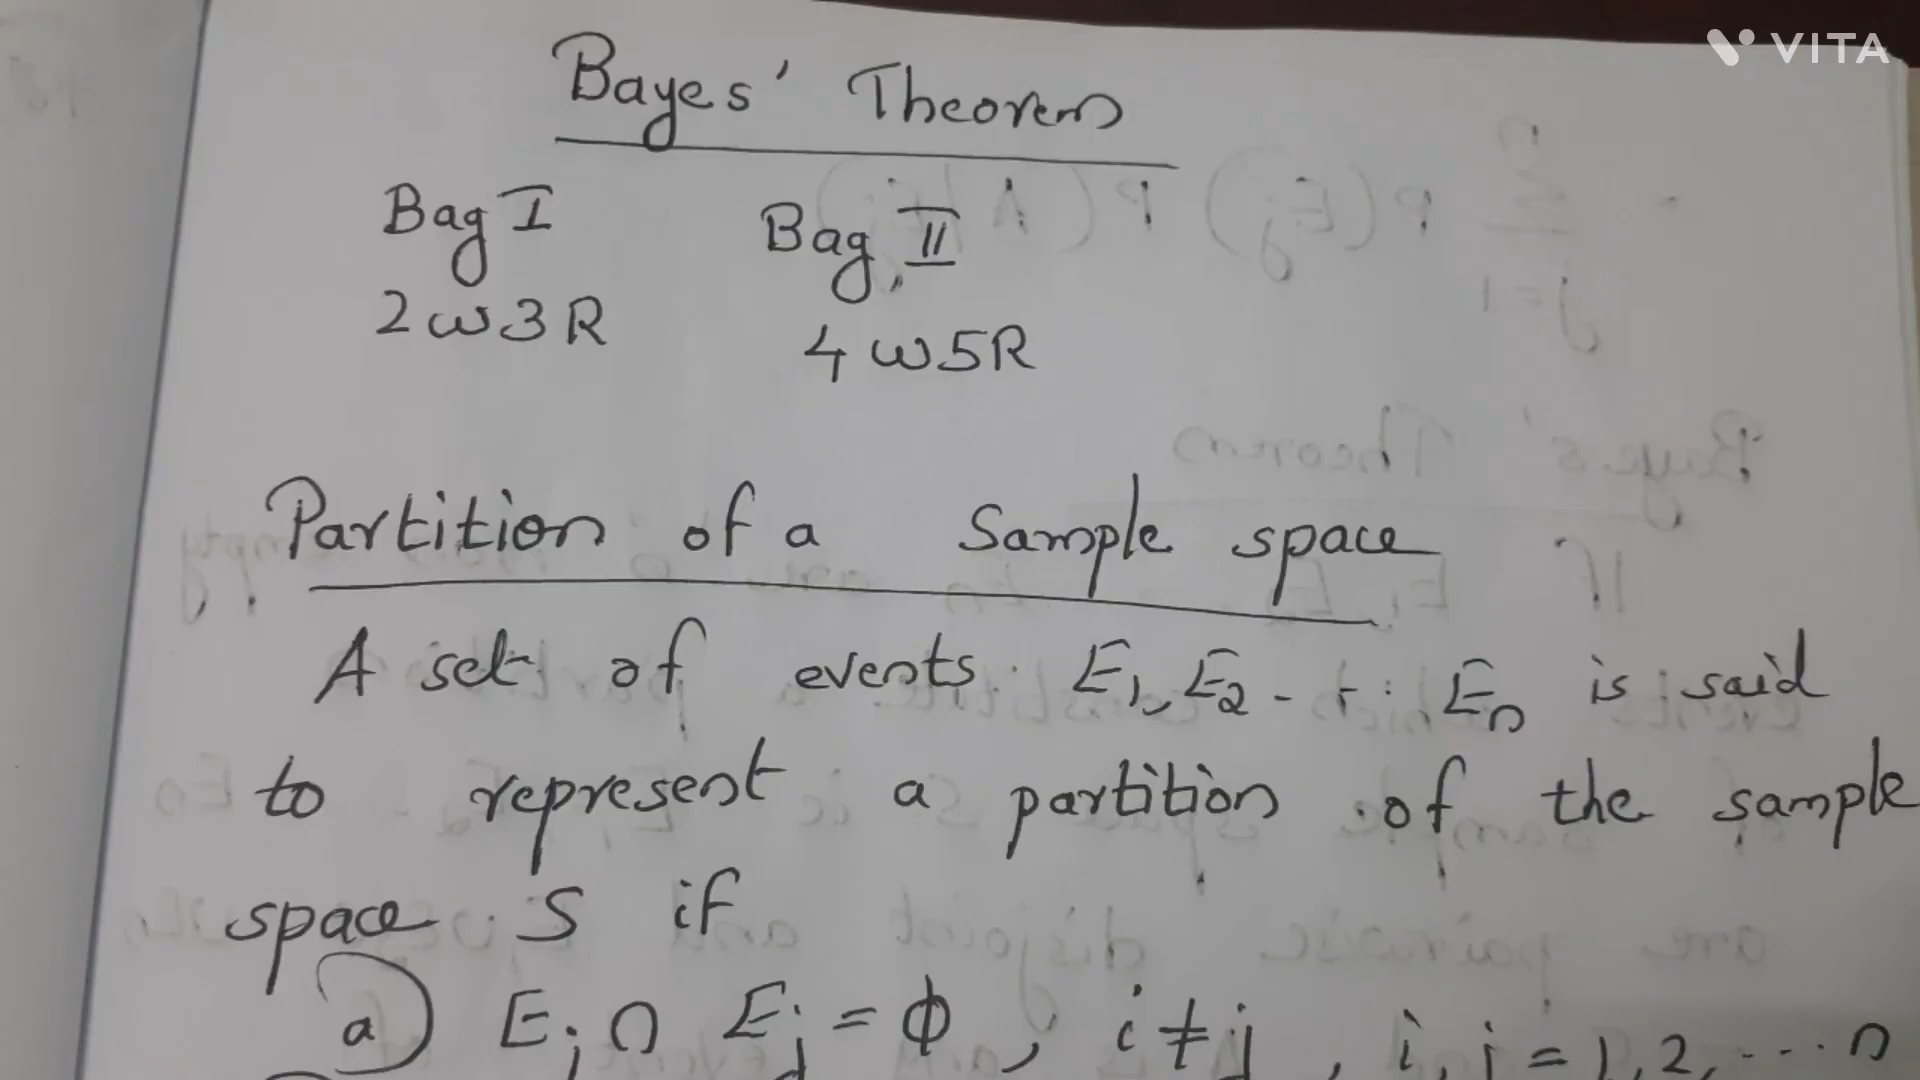 VITA
Bayes' Theorem
Bag I Bag II
2W3R 4W5R
Partition of a Sample space
A set of events E₁, E₂ - - - Eₙ is said
to represent a partition of the sample
space S if
a) Eᵢ ∩ Eⱼ = ϕ, i ≠ j, i, j = 1, 2, ... n